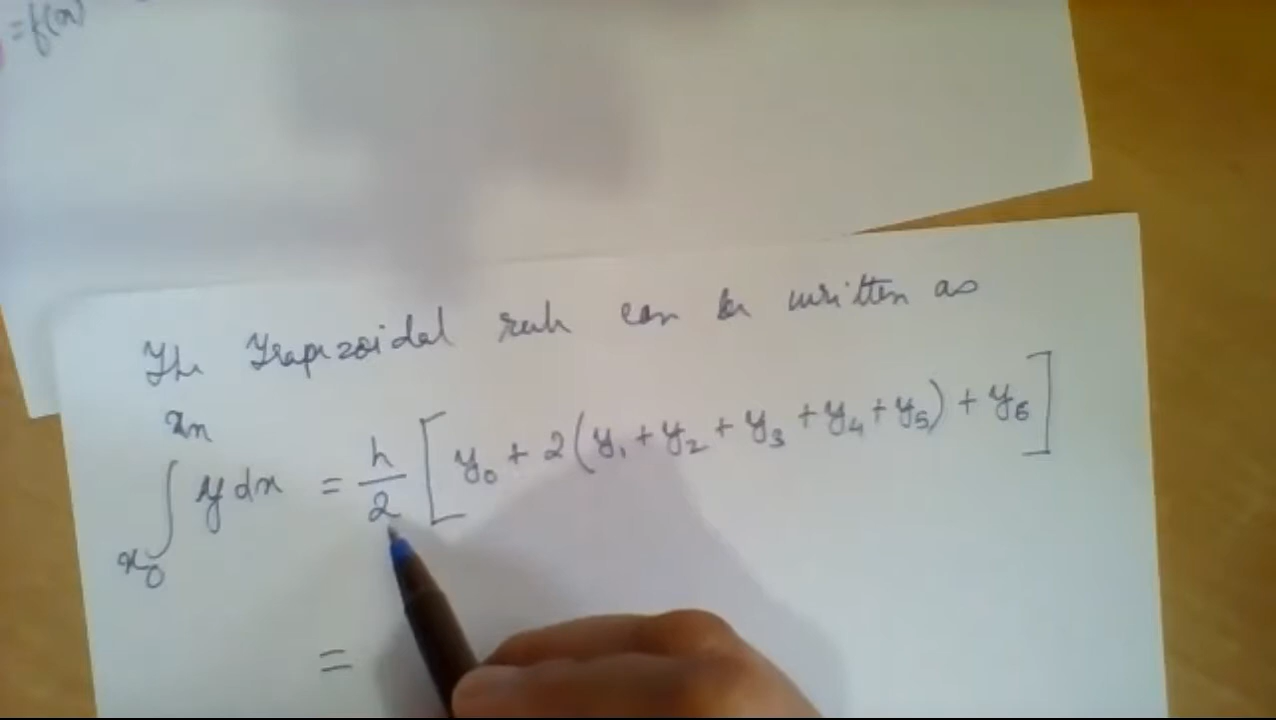 =f(x)
The Trapezoidal rule can be written as
xn
∫ y dx = h/2 [ y0 + 2(y1 + y2 + y3 + y4 + y5) + y6 ]
x0
=